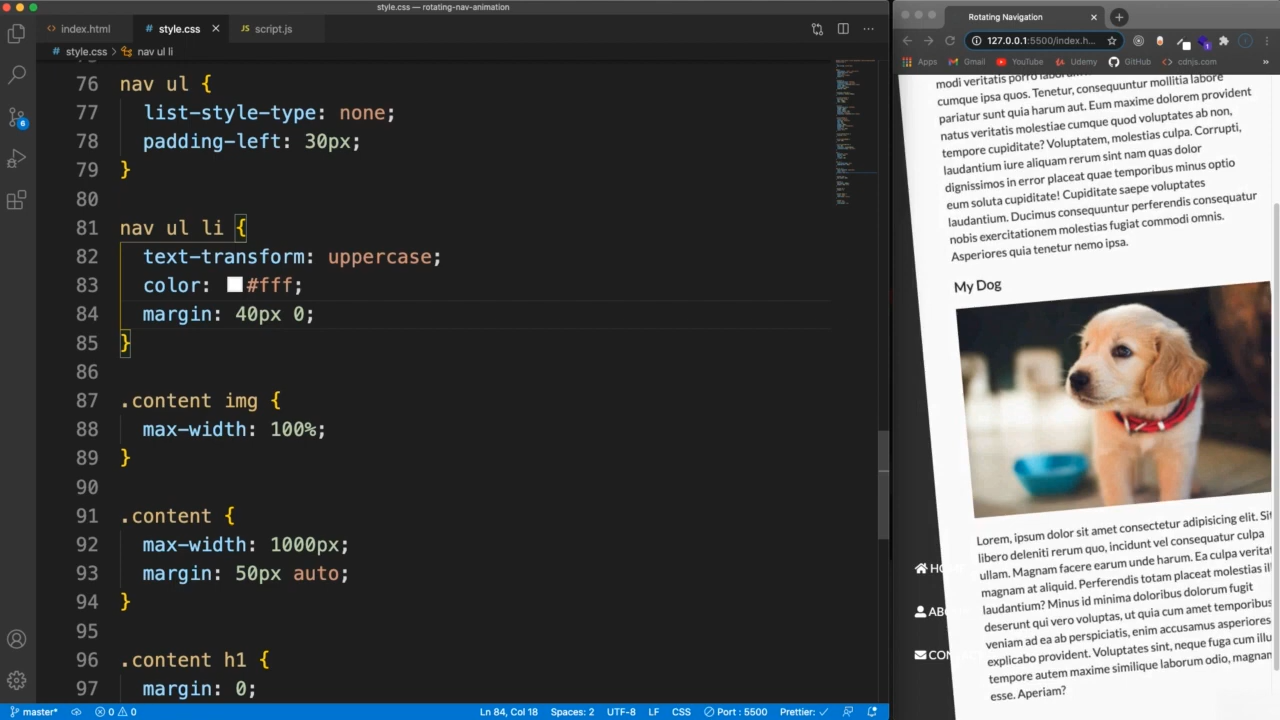 style.css — rotating-nav-animation
index.html
style.css
script.js
style.css > nav ul li
76 nav ul {
77 list-style-type: none;
78 padding-left: 30px;
79 }
80
81 nav ul li {
82 text-transform: uppercase;
83 color: #fff;
84 margin: 40px 0;
85 }
86
87 .content img {
88 max-width: 100%;
89 }
90
91 .content {
92 max-width: 1000px;
93 margin: 50px auto;
94 }
95
96 .content h1 {
97 margin: 0;
6
master*
0 0
Ln 84, Col 18
Spaces: 2
UTF-8
LF
CSS
Port : 5500
Prettier: ✓
Rotating Navigation
127.0.0.1:5500/index.h...
Apps
Gmail
YouTube
Udemy
GitHub
cdnjs.com
»
modi veritatis porro
cumque ipsa quos. Tenetur, consequuntur mollitia labore
pariatur sunt quia harum aut. Eum maxime dolorem provident
natus veritatis molestiae cumque quod voluptates ab non,
tempore cupiditate? Voluptatem, molestias culpa. Corrupti,
laudantium iure aliquam rerum sint nam quas dolor
dignissimos in error placeat quae temporibus minus optio
eum soluta cupiditate! Cupiditate saepe voluptates
laudantium. Ducimus consequuntur perferendis consequatur
nobis exercitationem molestias fugiat commodi omnis.
Asperiores quia tenetur nemo ipsa.
My Dog
Lorem, ipsum dolor sit amet consectetur adipisicing elit. Sit
libero deleniti rerum quo, incidunt vel consequatur culpa
ullam. Magnam facere earum unde harum. Ea culpa veritat
magnam at aliquid. Perferendis totam placeat molestias il
laudantium? Minus id minima doloribus dolorum fugit
deserunt qui vero voluptas, ut quia cum amet temporibus
veniam ad ea ab perspiciatis, enim accusamus asperiores
explicabo provident. Voluptates sint, neque fuga cum illu
tempore autem maxime similique laborum odio, magnam
esse. Aperiam?